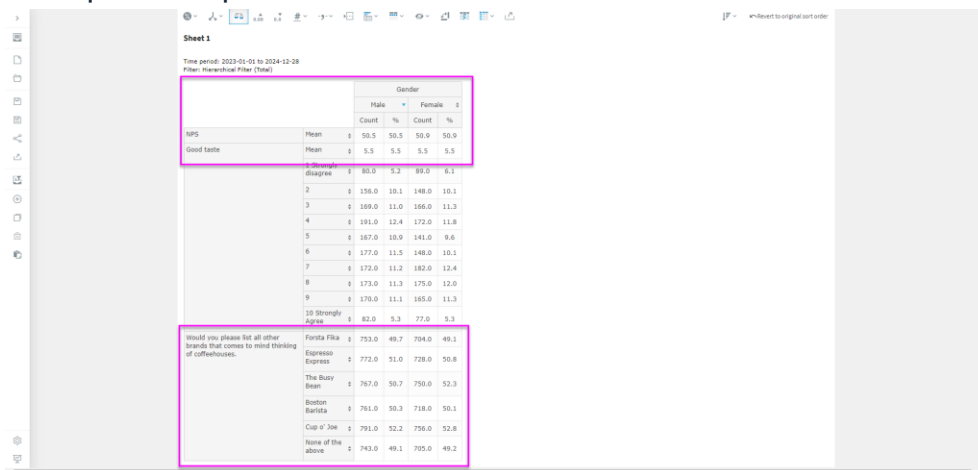 Revert to original sort order
Sheet 1
Time period: 2023-01-01 to 2024-12-28
Filter: Hierarchical Filter (Total)
Gender
Male Female
Count % Count %
NPS Mean 50.5 50.5 50.9 50.9
Good taste Mean 5.5 5.5 5.5 5.5
1 Strongly
disagree 80.0 5.2 89.0 6.1
2 156.0 10.1 148.0 10.1
3 169.0 11.0 166.0 11.3
4 191.0 12.4 172.0 11.8
5 167.0 10.9 141.0 9.6
6 177.0 11.5 148.0 10.1
7 172.0 11.2 182.0 12.4
8 173.0 11.3 175.0 12.0
9 170.0 11.1 165.0 11.3
10 Strongly
Agree 82.0 5.3 77.0 5.3
Would you please list all other Forsta Fika 753.0 49.7 704.0 49.1
brands that comes to mind thinking
of coffeehouses. Espresso
Express 772.0 51.0 728.0 50.8
The Busy
Bean 767.0 50.7 750.0 52.3
Boston
Barista 761.0 50.3 718.0 50.1
Cup o' Joe 791.0 52.2 756.0 52.8
None of the
above 743.0 49.1 705.0 49.2